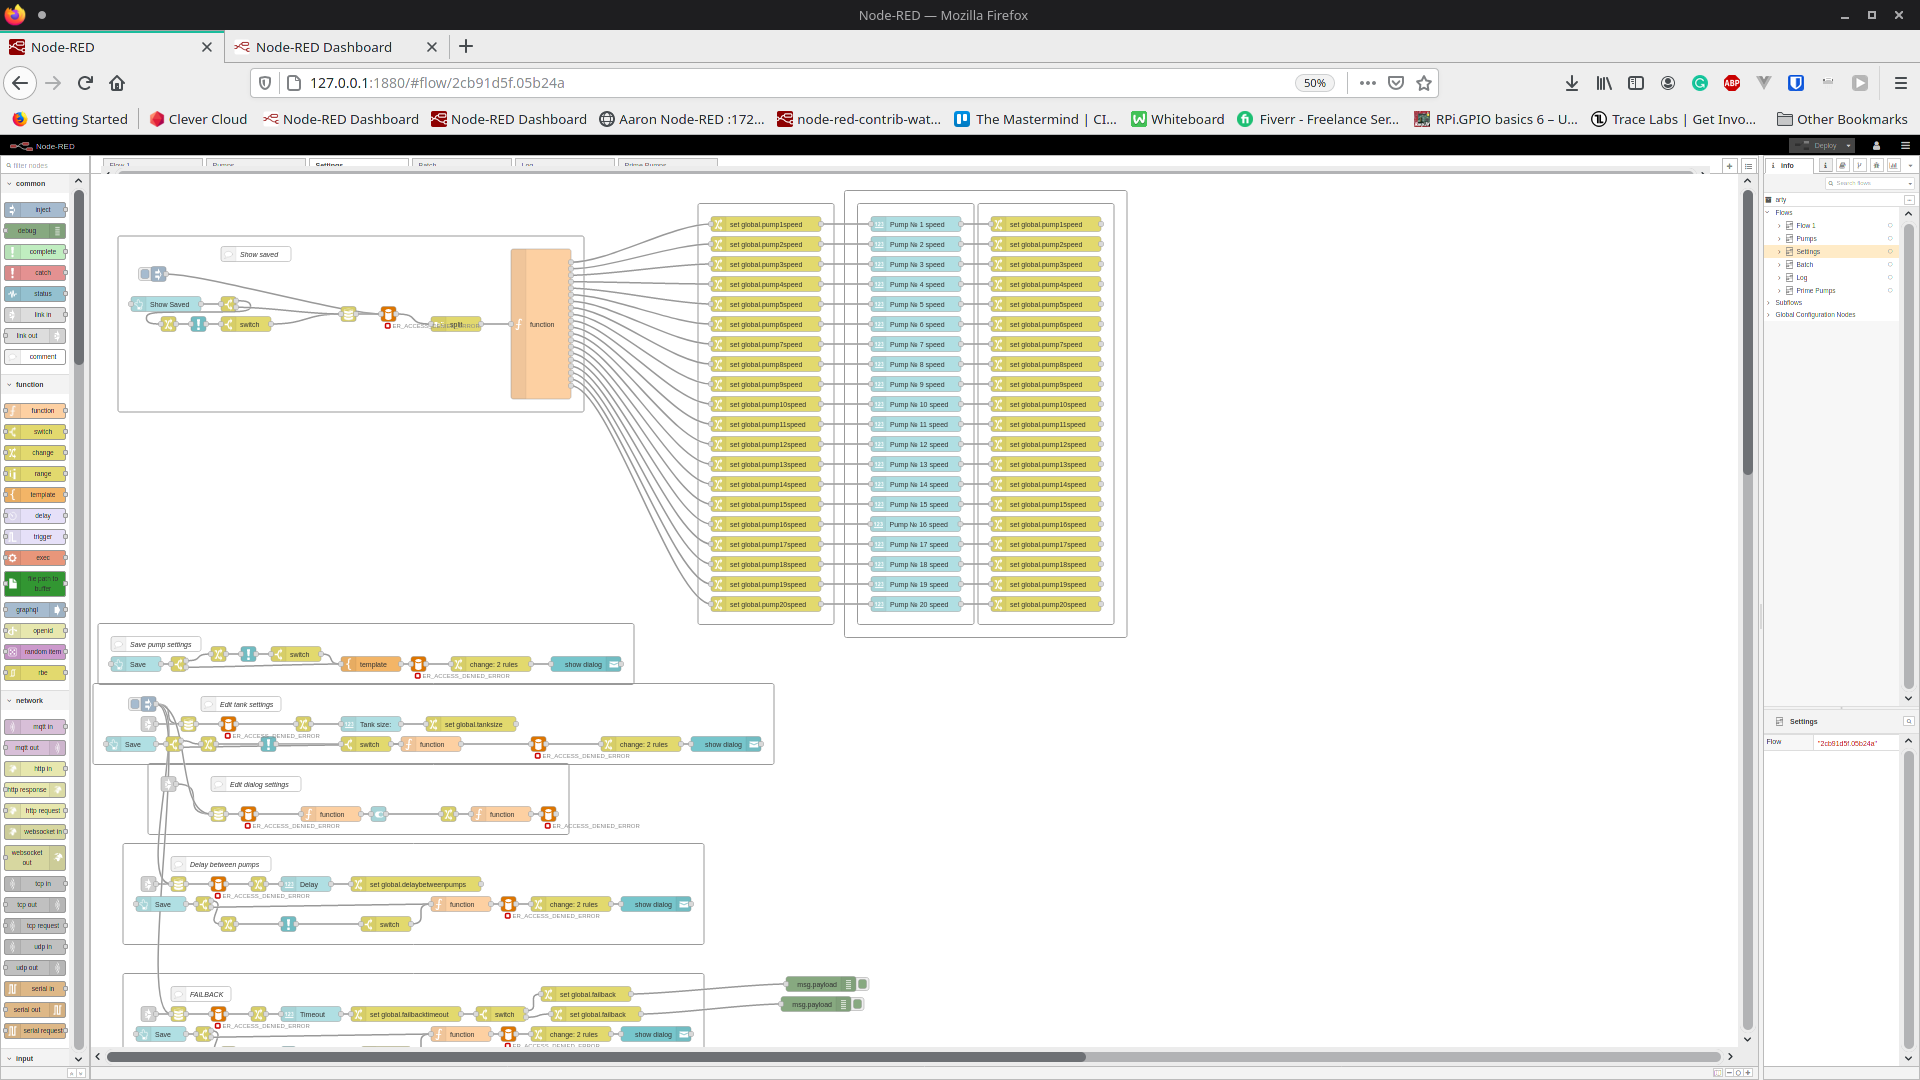 Node-RED — Mozilla Firefox
Node-RED
Node-RED Dashboard
127.0.0.1:1880/#flow/2cb91d5f.05b24a
50%
Getting Started
Clever Cloud
Node-RED Dashboard
Node-RED Dashboard
Aaron Node-RED :172...
node-red-contrib-wat...
The Mastermind | CI...
Whiteboard
Fiverr - Freelance Ser...
RPi.GPIO basics 6 – U...
Trace Labs | Get Invo...
Other Bookmarks
Node-RED
Deploy
filter nodes
Flow 1
Pumps
Settings
Batch
Log
Prime Pumps
common
inject
debug
complete
catch
status
link in
link out
comment
function
function
switch
change
range
template
delay
trigger
exec
file path to buffer
graphql
openid
random item
rbe
network
mqtt in
mqtt out
http in
http response
http request
websocket in
websocket out
tcp in
tcp out
tcp request
udp in
udp out
serial in
serial out
serial request
input
Show saved
Show Saved
switch
ER_ACCESS_DENIED_ERROR
split
function
set global.pump1speed
Pump № 1 speed
set global.pump1speed
set global.pump2speed
Pump № 2 speed
set global.pump2speed
set global.pump3speed
Pump № 3 speed
set global.pump3speed
set global.pump4speed
Pump № 4 speed
set global.pump4speed
set global.pump5speed
Pump № 5 speed
set global.pump5speed
set global.pump6speed
Pump № 6 speed
set global.pump6speed
set global.pump7speed
Pump № 7 speed
set global.pump7speed
set global.pump8speed
Pump № 8 speed
set global.pump8speed
set global.pump9speed
Pump № 9 speed
set global.pump9speed
set global.pump10speed
Pump № 10 speed
set global.pump10speed
set global.pump11speed
Pump № 11 speed
set global.pump11speed
set global.pump12speed
Pump № 12 speed
set global.pump12speed
set global.pump13speed
Pump № 13 speed
set global.pump13speed
set global.pump14speed
Pump № 14 speed
set global.pump14speed
set global.pump15speed
Pump № 15 speed
set global.pump15speed
set global.pump16speed
Pump № 16 speed
set global.pump16speed
set global.pump17speed
Pump № 17 speed
set global.pump17speed
set global.pump18speed
Pump № 18 speed
set global.pump18speed
set global.pump19speed
Pump № 19 speed
set global.pump19speed
set global.pump20speed
Pump № 20 speed
set global.pump20speed
Save pump settings
Save
switch
template
ER_ACCESS_DENIED_ERROR
change: 2 rules
show dialog
Edit tank settings
ER_ACCESS_DENIED_ERROR
Tank size:
set global.tanksize
Save
switch
function
ER_ACCESS_DENIED_ERROR
change: 2 rules
show dialog
Edit dialog settings
ER_ACCESS_DENIED_ERROR
function
function
ER_ACCESS_DENIED_ERROR
Delay between pumps
ER_ACCESS_DENIED_ERROR
Delay
set global.delaybetweenpumps
Save
function
ER_ACCESS_DENIED_ERROR
change: 2 rules
show dialog
switch
FAILBACK
set global.failback
msg.payload
msg.payload
ER_ACCESS_DENIED_ERROR
Timeout
set global.failbacktimeout
switch
set global.failback
Save
function
ER_ACCESS_DENIED_ERROR
change: 2 rules
show dialog
info
Search flows
arty
Flows
Flow 1
Pumps
Settings
Batch
Log
Prime Pumps
Subflows
Global Configuration Nodes
Settings
Flow
"2cb91d5f.05b24a"